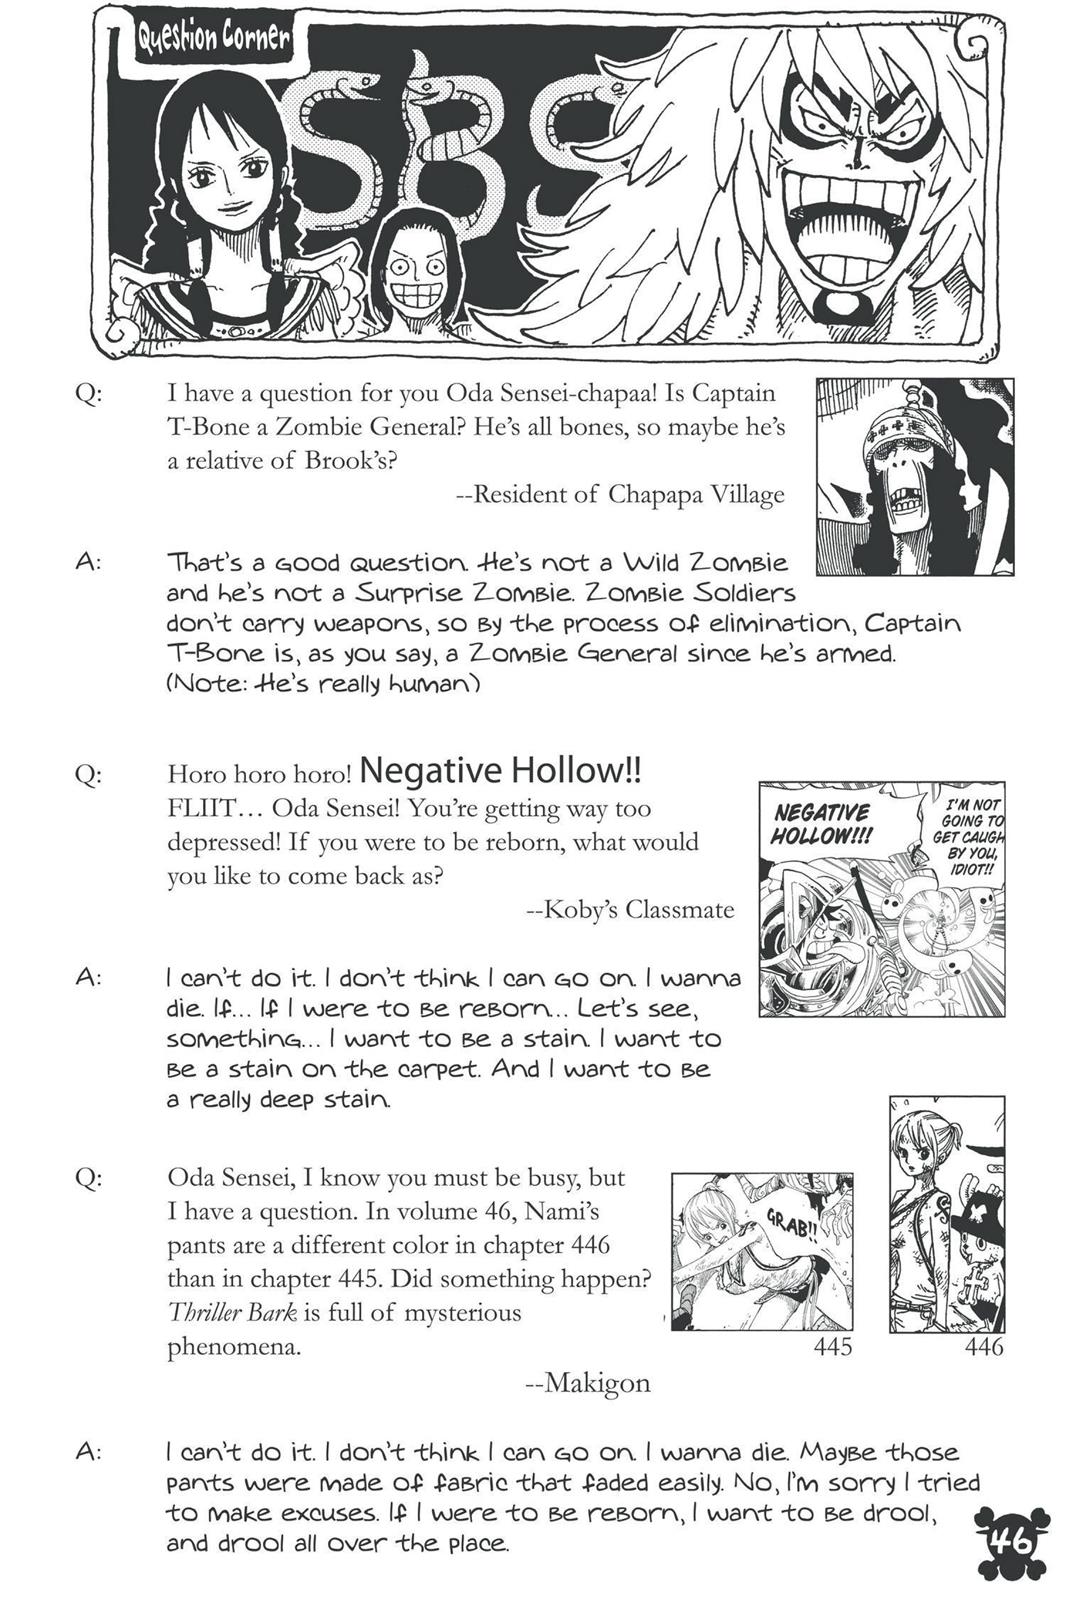 Question Corner
SBS
Q: I have a question for you Oda Sensei-chapaa! Is Captain
T-Bone a Zombie General? He's all bones, so maybe he's
a relative of Brook's?
--Resident of Chapapa Village
A: That's a good question. He's not a Wild Zombie
and he's not a Surprise Zombie. Zombie Soldiers
don't carry weapons, so by the process of elimination, Captain
T-Bone is, as you say, a Zombie General since he's armed.
(Note: He's really human)
Q: Horo horo horo! Negative Hollow!!
FLIIT... Oda Sensei! You're getting way too
depressed! If you were to be reborn, what would
you like to come back as?
--Koby's Classmate
NEGATIVE
HOLLOW!!!
I'M NOT
GOING TO
GET CAUGH
BY YOU,
IDIOT!!
A: I can't do it. I don't think I can go on. I wanna
die. If... If I were to be reborn... Let's see,
something... I want to be a stain. I want to
be a stain on the carpet. And I want to be
a really deep stain.
Q: Oda Sensei, I know you must be busy, but
I have a question. In volume 46, Nami's
pants are a different color in chapter 446
than in chapter 445. Did something happen?
Thriller Bark is full of mysterious
phenomena.
--Makigon
GRAB!!
445
446
A: I can't do it. I don't think I can go on. I wanna die. Maybe those
pants were made of fabric that faded easily. No, I'm sorry I tried
to make excuses. If I were to be reborn, I want to be drool,
and drool all over the place.
46